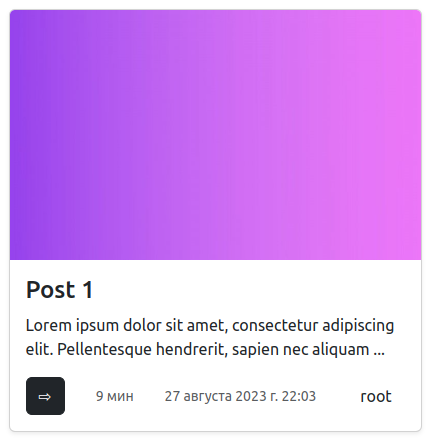 Post 1
Lorem ipsum dolor sit amet, consectetur adipiscing
elit. Pellentesque hendrerit, sapien nec aliquam ...
⇨ 9 мин 27 августа 2023 г. 22:03 root